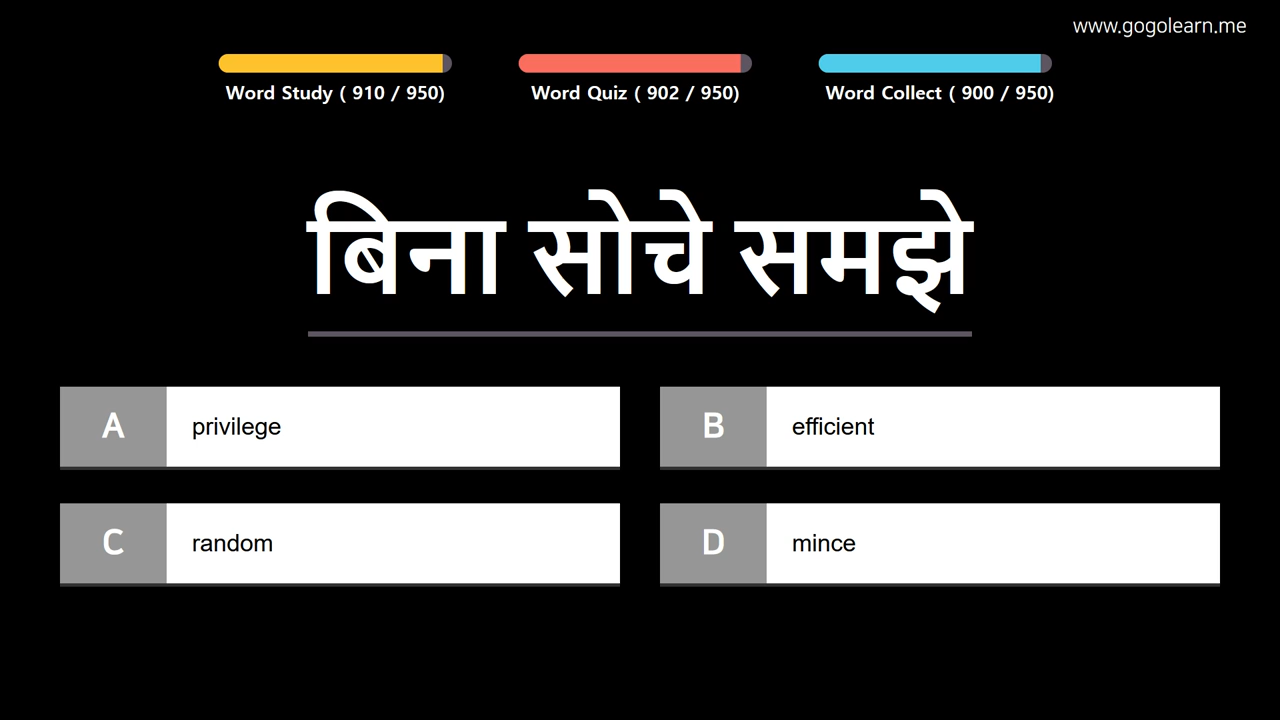 www.gogolearn.me
Word Study ( 910 / 950)
Word Quiz ( 902 / 950)
Word Collect ( 900 / 950)
बिना सोचे समझे
A privilege
B efficient
C random
D mince